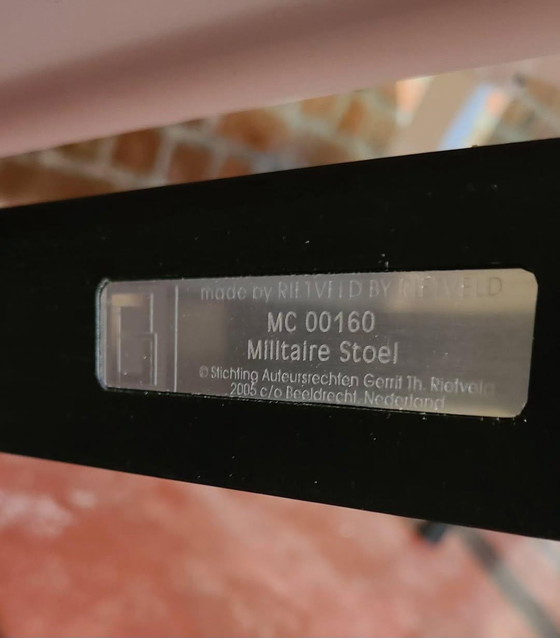 made by RIETVELD BY RIETVELD
MC 00160
Militaire Stoel
© Stichting Auteursrechten Gerrit Th. Rietveld
2005 c/o Beeldrecht, Nederland